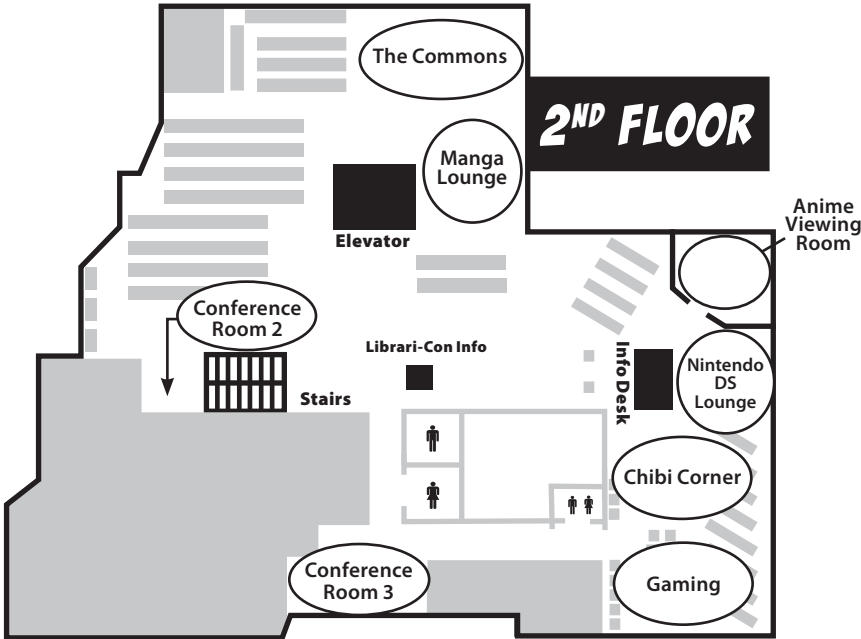 The Commons
2ND FLOOR
Manga
Lounge
Anime
Viewing
Room
Elevator
Conference
Room 2
Librari-Con Info
Info Desk
Nintendo
DS
Lounge
Stairs
Chibi Corner
Conference
Room 3
Gaming